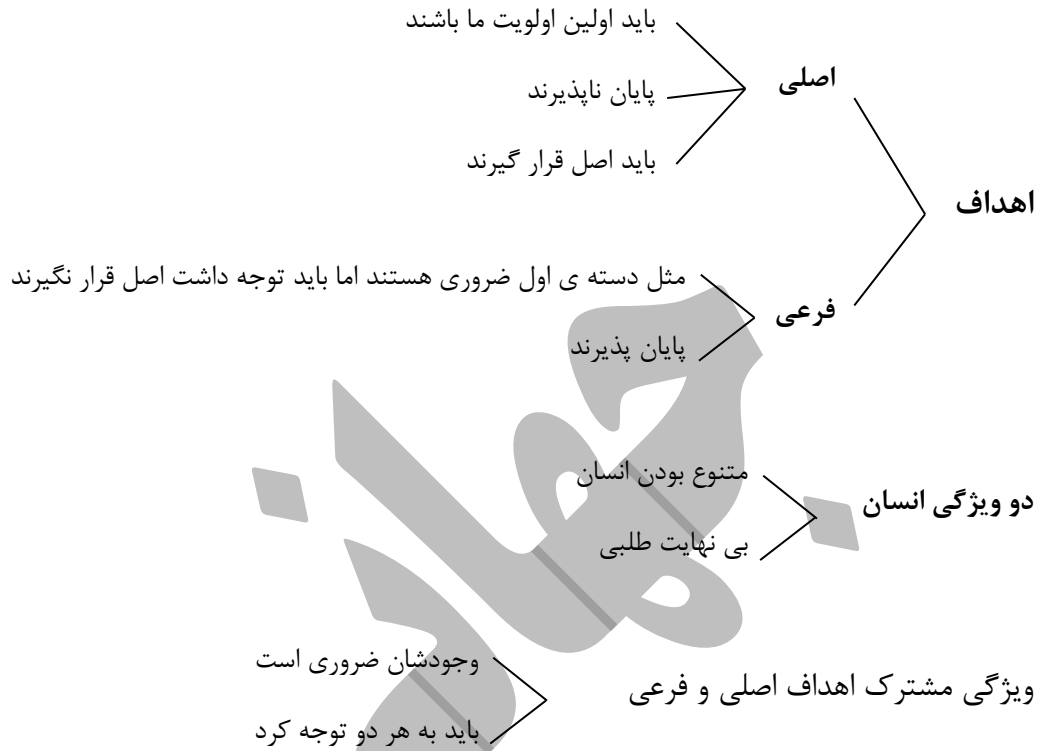 باید اولین اولویت ما باشند
اصلی
پایان ناپذیرند
باید اصل قرار گیرند
اهداف
مثل دسته ی اول ضروری هستند اما باید توجه داشت اصل قرار نگیرند
فرعی
پایان پذیرند
متنوع بودن انسان
دو ویژگی انسان
بی نهایت طلبی
وجودشان ضروری است
ویژگی مشترک اهداف اصلی و فرعی
باید به هر دو توجه کرد